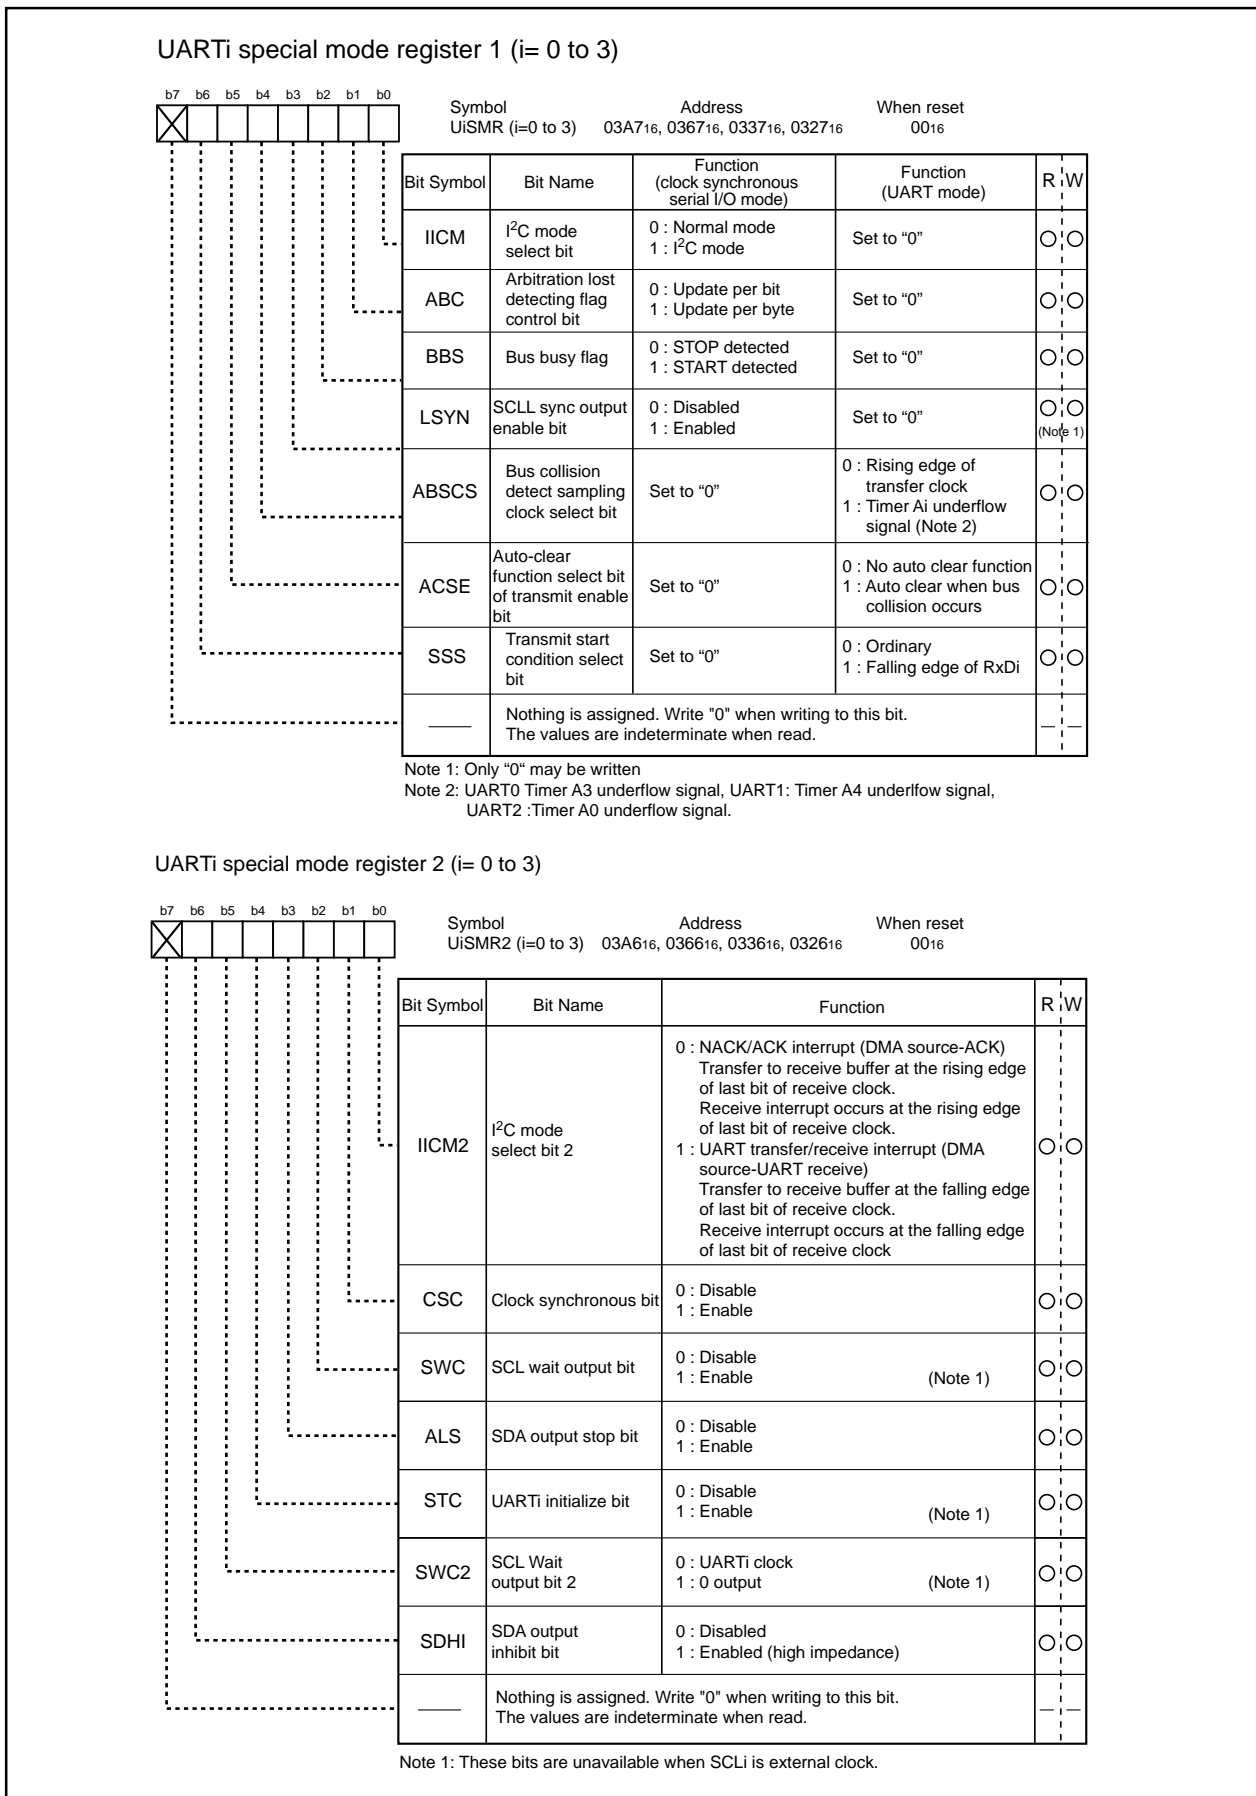 UARTi special mode register 1 (i= 0 to 3)
b7 b6 b5 b4 b3 b2 b1 b0
Symbol Address When reset
UiSMR (i=0 to 3) 03A716, 036716, 033716, 032716 0016
Bit Symbol Bit Name Function (clock synchronous serial I/O mode) Function (UART mode) R W
IICM I2C mode select bit 0 : Normal mode 1 : I2C mode Set to “0”
ABC Arbitration lost detecting flag control bit 0 : Update per bit 1 : Update per byte Set to “0”
BBS Bus busy flag 0 : STOP detected 1 : START detected Set to “0”
LSYN SCLL sync output enable bit 0 : Disabled 1 : Enabled Set to “0” (Note 1)
ABSCS Bus collision detect sampling clock select bit Set to “0” 0 : Rising edge of transfer clock 1 : Timer Ai underflow signal (Note 2)
ACSE Auto-clear function select bit of transmit enable bit Set to “0” 0 : No auto clear function 1 : Auto clear when bus collision occurs
SSS Transmit start condition select bit Set to “0” 0 : Ordinary 1 : Falling edge of RxDi
Nothing is assigned. Write "0" when writing to this bit.
The values are indeterminate when read.
Note 1: Only “0“ may be written
Note 2: UART0 Timer A3 underflow signal, UART1: Timer A4 underlfow signal,
UART2 :Timer A0 underflow signal.
UARTi special mode register 2 (i= 0 to 3)
b7 b6 b5 b4 b3 b2 b1 b0
Symbol Address When reset
UiSMR2 (i=0 to 3) 03A616, 036616, 033616, 032616 0016
Bit Symbol Bit Name Function R W
IICM2 I2C mode select bit 2
0 : NACK/ACK interrupt (DMA source-ACK)
Transfer to receive buffer at the rising edge
of last bit of receive clock.
Receive interrupt occurs at the rising edge
of last bit of receive clock.
1 : UART transfer/receive interrupt (DMA
source-UART receive)
Transfer to receive buffer at the falling edge
of last bit of receive clock.
Receive interrupt occurs at the falling edge
of last bit of receive clock
CSC Clock synchronous bit 0 : Disable 1 : Enable
SWC SCL wait output bit 0 : Disable 1 : Enable (Note 1)
ALS SDA output stop bit 0 : Disable 1 : Enable
STC UARTi initialize bit 0 : Disable 1 : Enable (Note 1)
SWC2 SCL Wait output bit 2 0 : UARTi clock 1 : 0 output (Note 1)
SDHI SDA output inhibit bit 0 : Disabled 1 : Enabled (high impedance)
Nothing is assigned. Write "0" when writing to this bit.
The values are indeterminate when read.
Note 1: These bits are unavailable when SCLi is external clock.